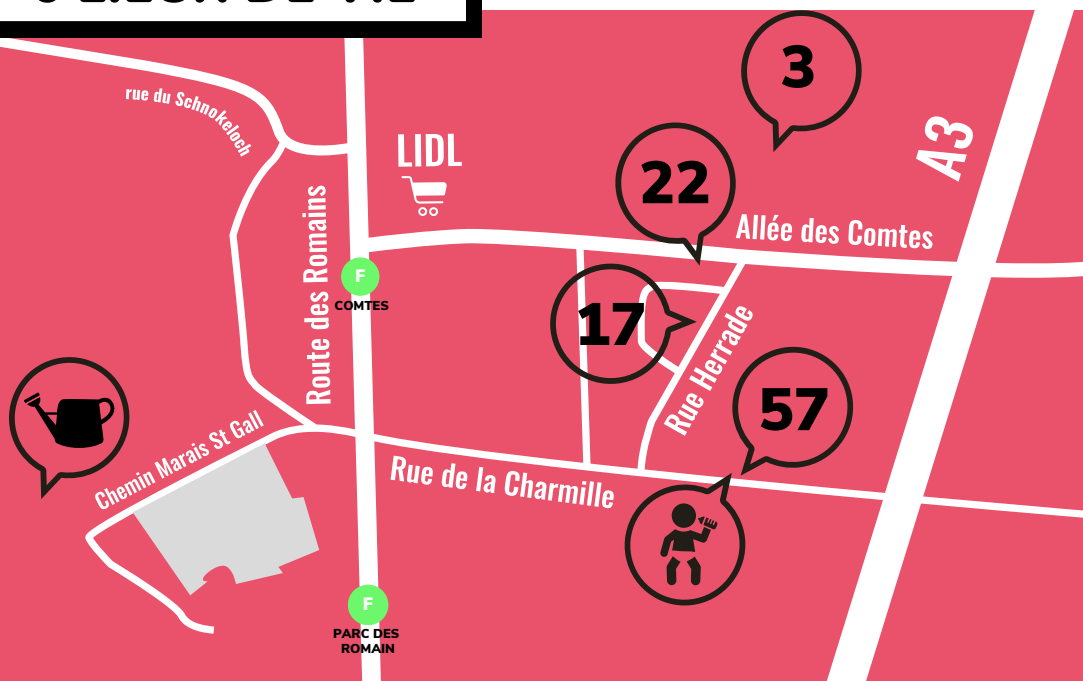 3
A3
rue du Schnokeloch
LIDL
22
Allée des Comtes
Route des Romains
F
COMTES
17
Rue Herrade
57
Chemin Marais St Gall
Rue de la Charmille
F
PARC DES
ROMAIN